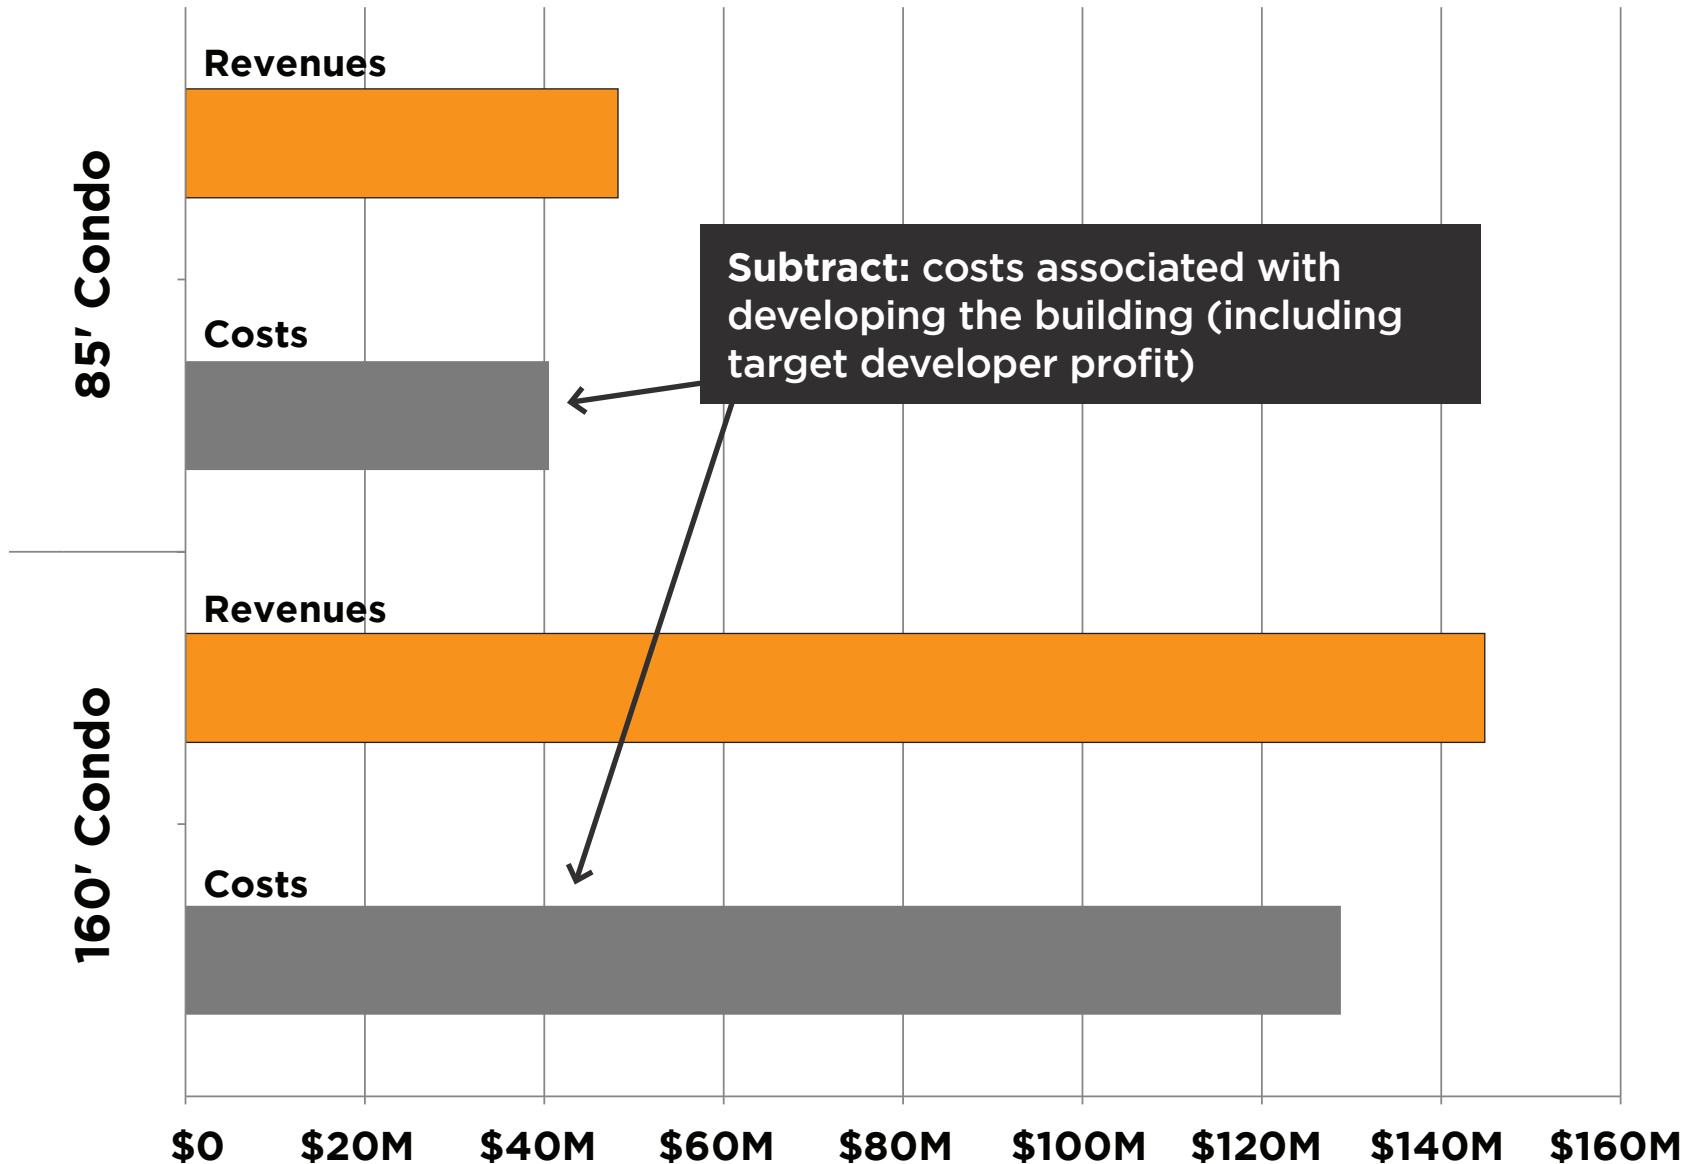 85' Condo
Revenues
Costs
Subtract: costs associated with
developing the building (including
target developer profit)
160' Condo
Revenues
Costs
$0 $20M $40M $60M $80M $100M $120M $140M $160M